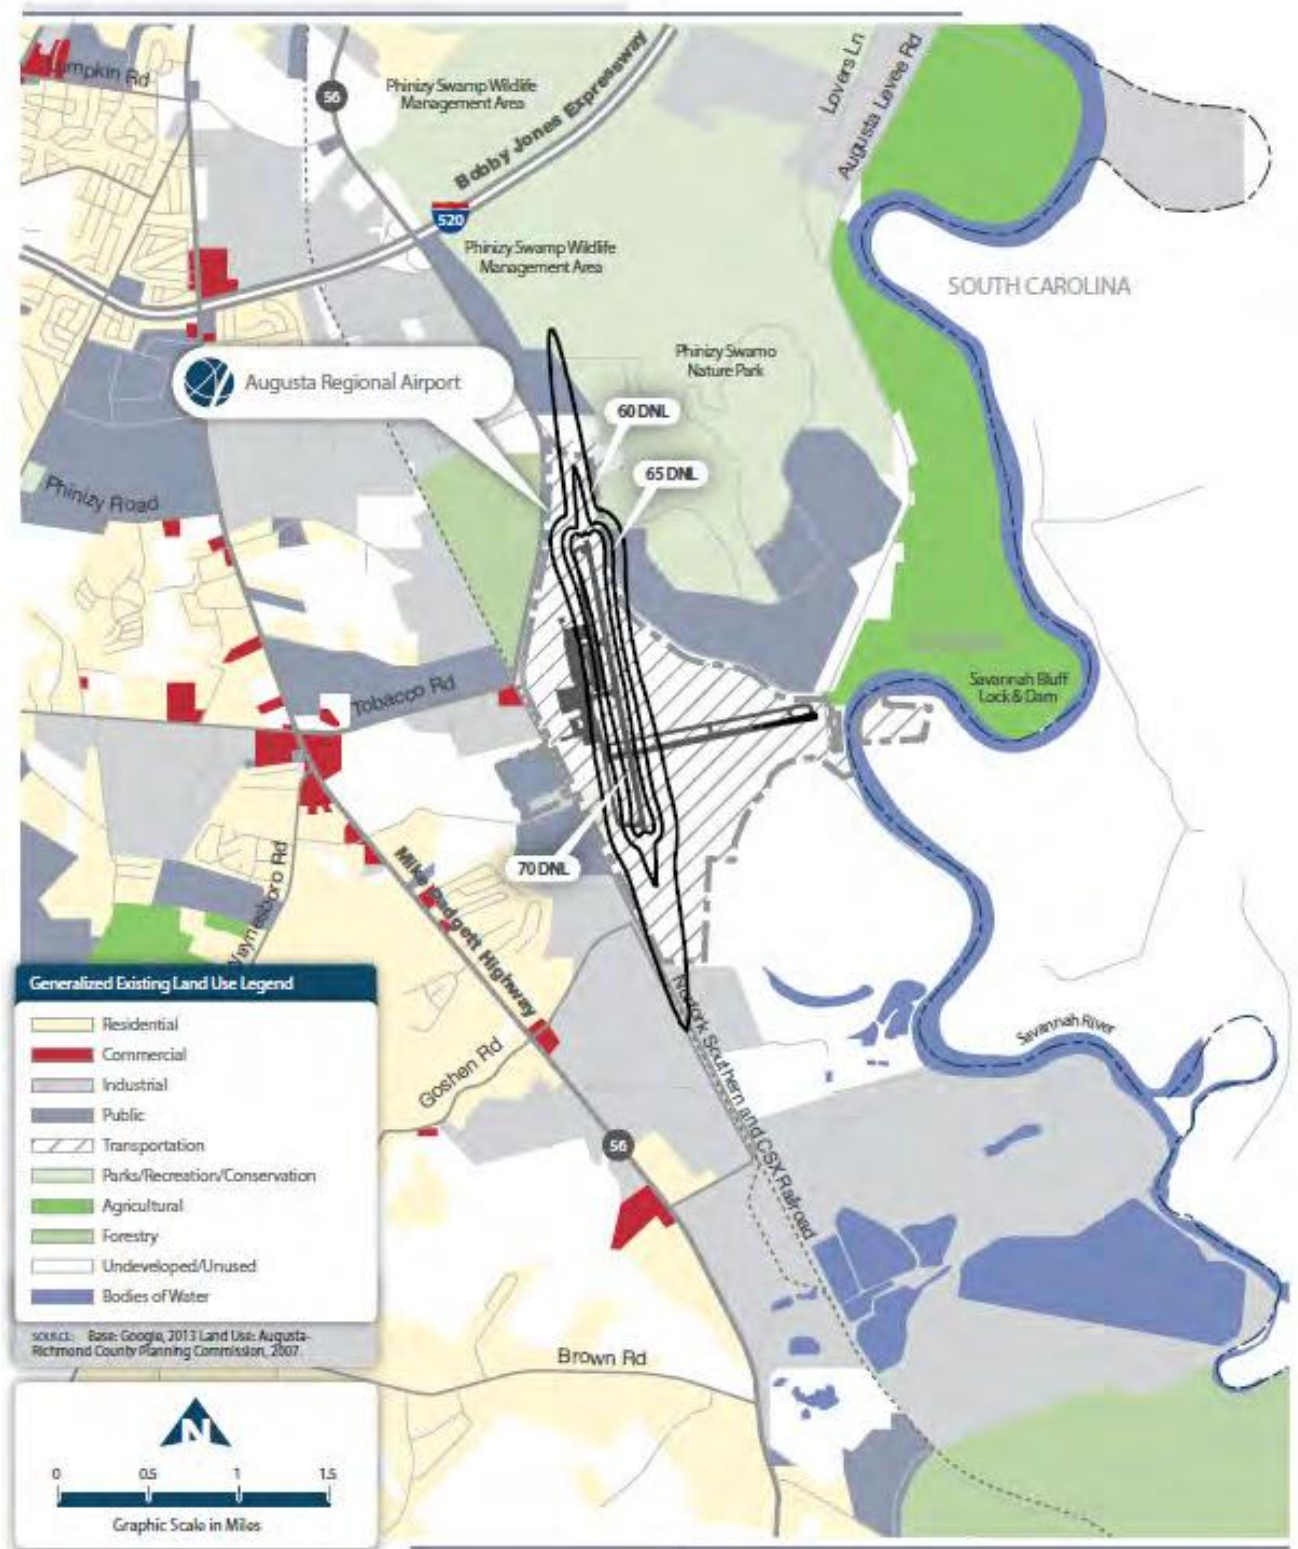 Lumpkin Rd
56
Phinizy Swamp Wildlife
Management Area
Bobby Jones Expressway
Lovers Ln
Augusta Levee Rd
520
Phinizy Swamp Wildlife
Management Area
SOUTH CAROLINA
Phinizy Swamp
Nature Park
Augusta Regional Airport
60 DNL
65 DNL
Phinizy Road
Savannah Bluff
Lock & Dam
Tobacco Rd
70 DNL
Mike Padgett Highway
Waynesboro Rd
Generalized Existing Land Use Legend
Residential
Commercial
Industrial
Public
Transportation
Parks/Recreation/Conservation
Agricultural
Forestry
Undeveloped/Unused
Bodies of Water
SOURCE: Base: Google, 2013 Land Use: Augusta-
Richmond County Planning Commission, 2007
Goshen Rd
Norfolk Southern and CSX Railroad
Savannah River
56
Brown Rd
N
0 0.5 1 1.5
Graphic Scale in Miles